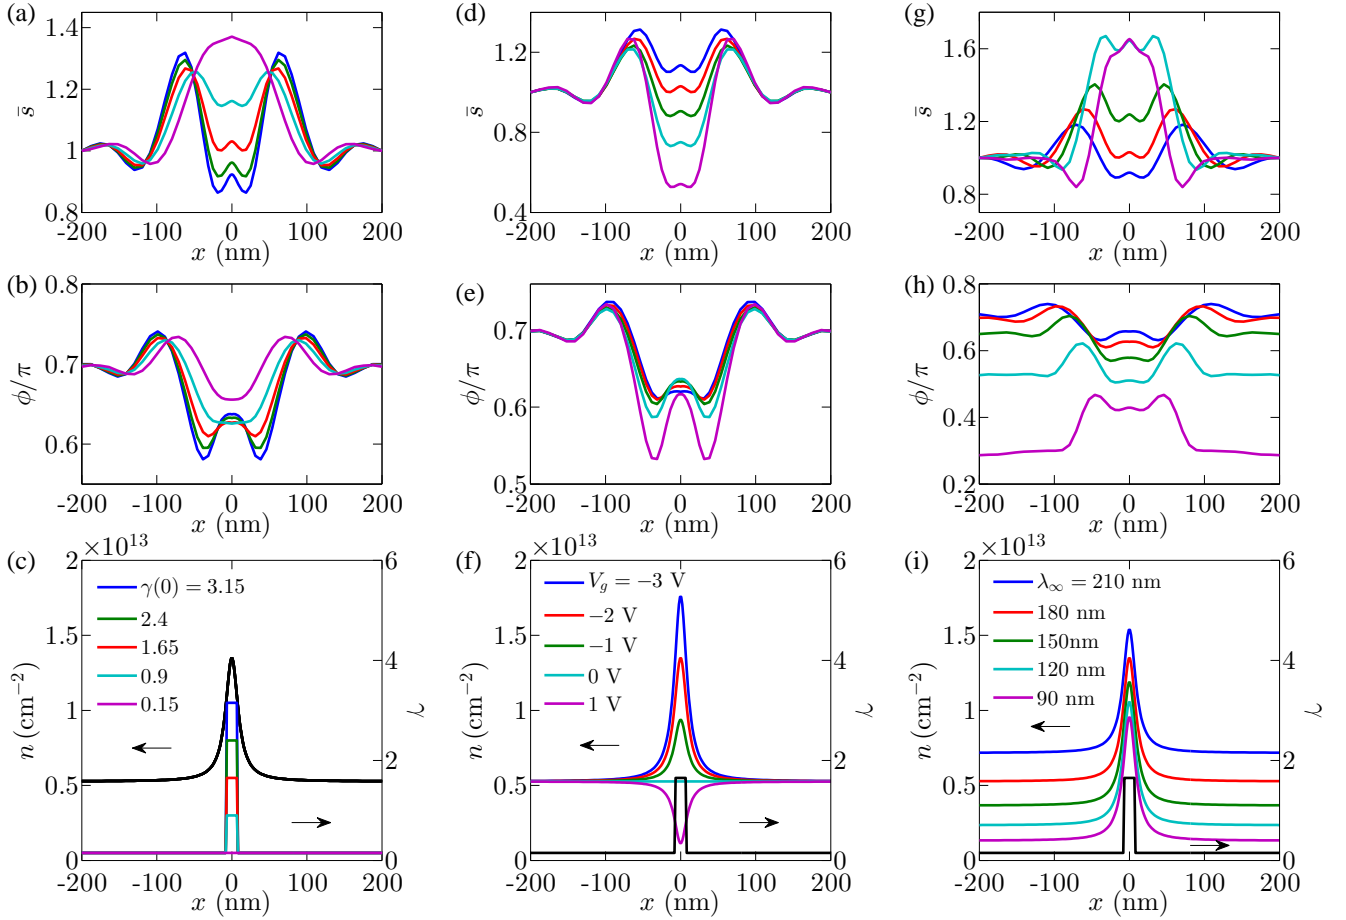 (a)
1.4
1.2
1
0.8
s̄
-200 -100 0 100 200
x (nm)
(d)
1.2
0.8
0.4
s̄
-200 -100 0 100 200
x (nm)
(g)
1.6
1.2
0.8
s̄
-200 -100 0 100 200
x (nm)
(b)
0.8
0.7
0.6
ϕ/π
-200 -100 0 100 200
x (nm)
(e)
0.7
0.6
0.5
ϕ/π
-200 -100 0 100 200
x (nm)
(h)
0.8
0.6
0.4
0.2
ϕ/π
-200 -100 0 100 200
x (nm)
(c)
×10¹³
2
1.5
1
0.5
0
n (cm⁻²)
γ(0) = 3.15
2.4
1.65
0.9
0.15
6
4
2
0
γ
-200 -100 0 100 200
x (nm)
(f)
×10¹³
2
1.5
1
0.5
0
n (cm⁻²)
V_g = −3 V
−2 V
−1 V
0 V
1 V
6
4
2
0
γ
-200 -100 0 100 200
x (nm)
(i)
×10¹³
2
1.5
1
0.5
0
n (cm⁻²)
λ∞ = 210 nm
180 nm
150nm
120 nm
90 nm
6
4
2
0
γ
-200 -100 0 100 200
x (nm)